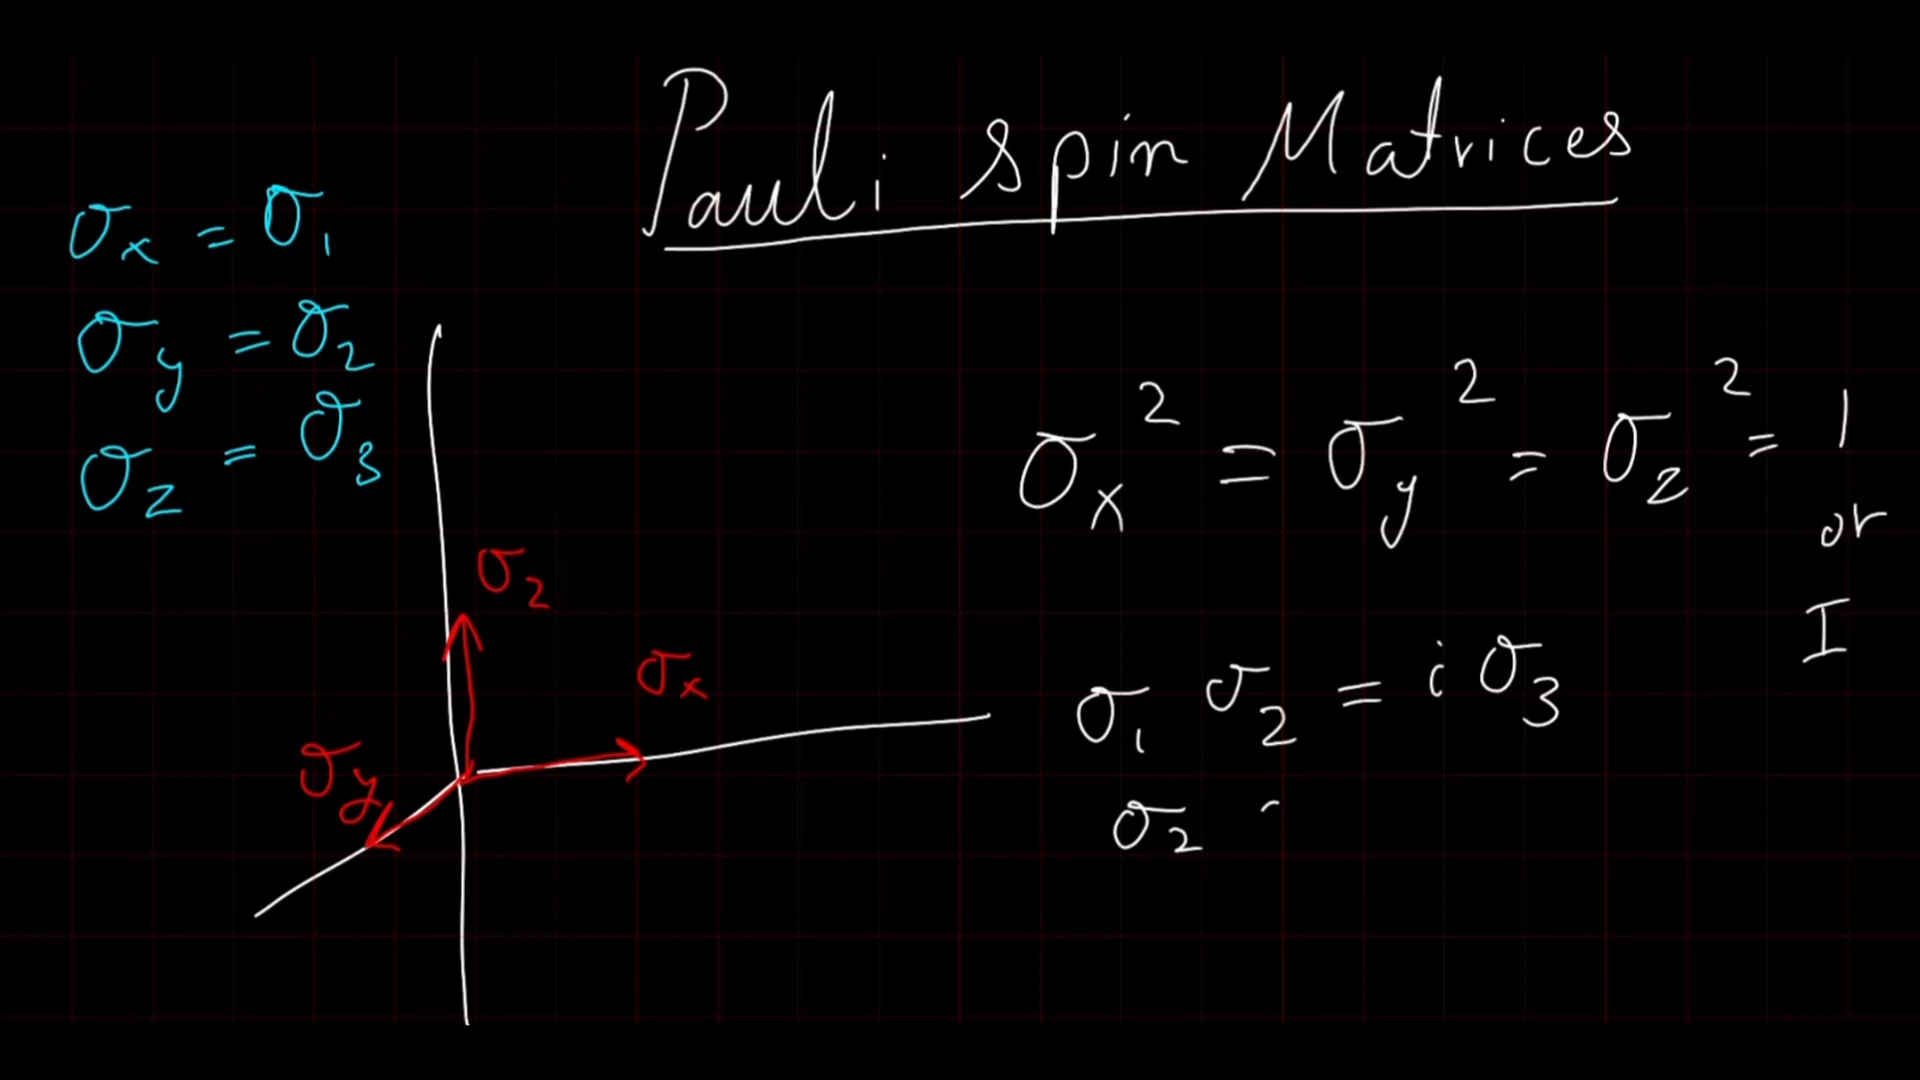 Pauli Spin Matrices
σx = σ1
σy = σ2
σz = σ3
σx² = σy² = σz² = 1
or
I
σz
σx
σy
σ1 σ2 = i σ3
σ2